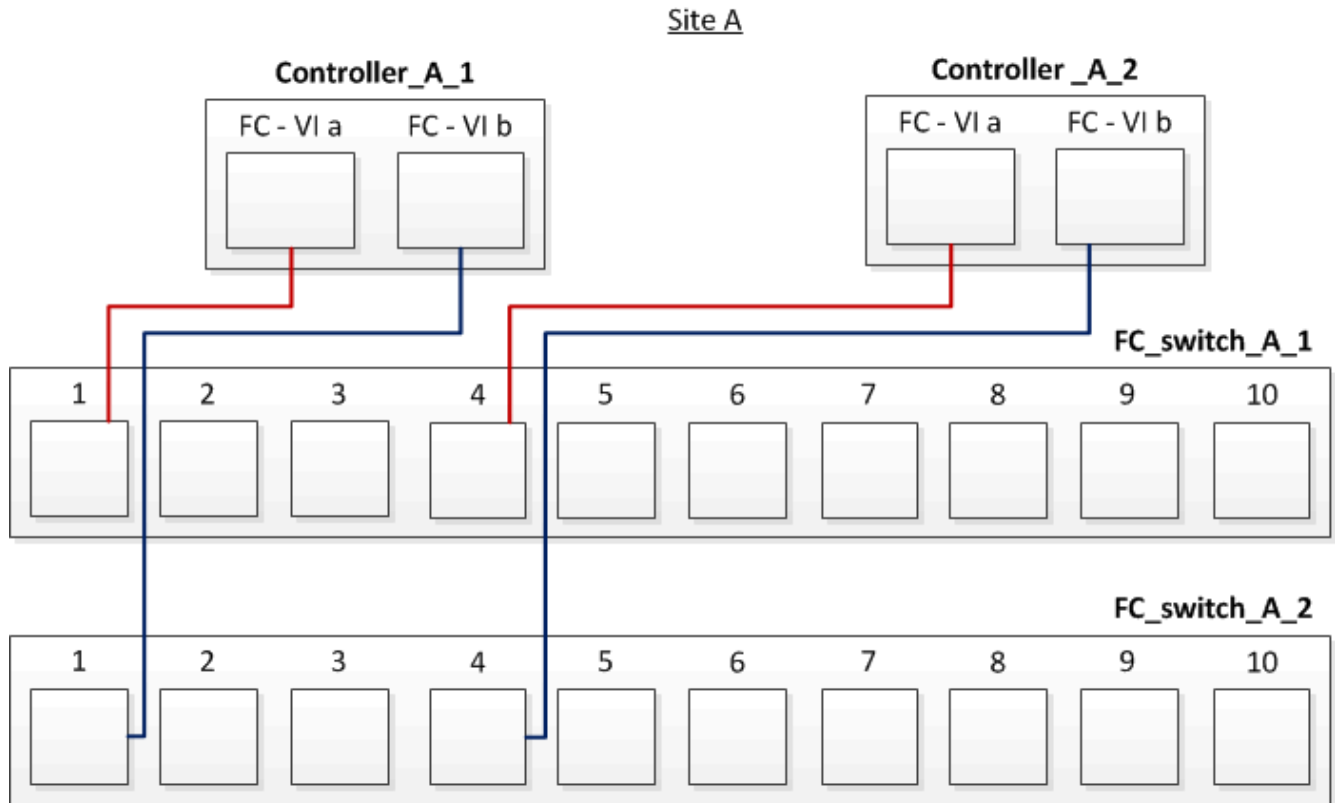 Site A
Controller_A_1
Controller _A_2
FC - VI a FC - VI b
FC - VI a FC - VI b
FC_switch_A_1
1 2 3 4 5 6 7 8 9 10
FC_switch_A_2
1 2 3 4 5 6 7 8 9 10